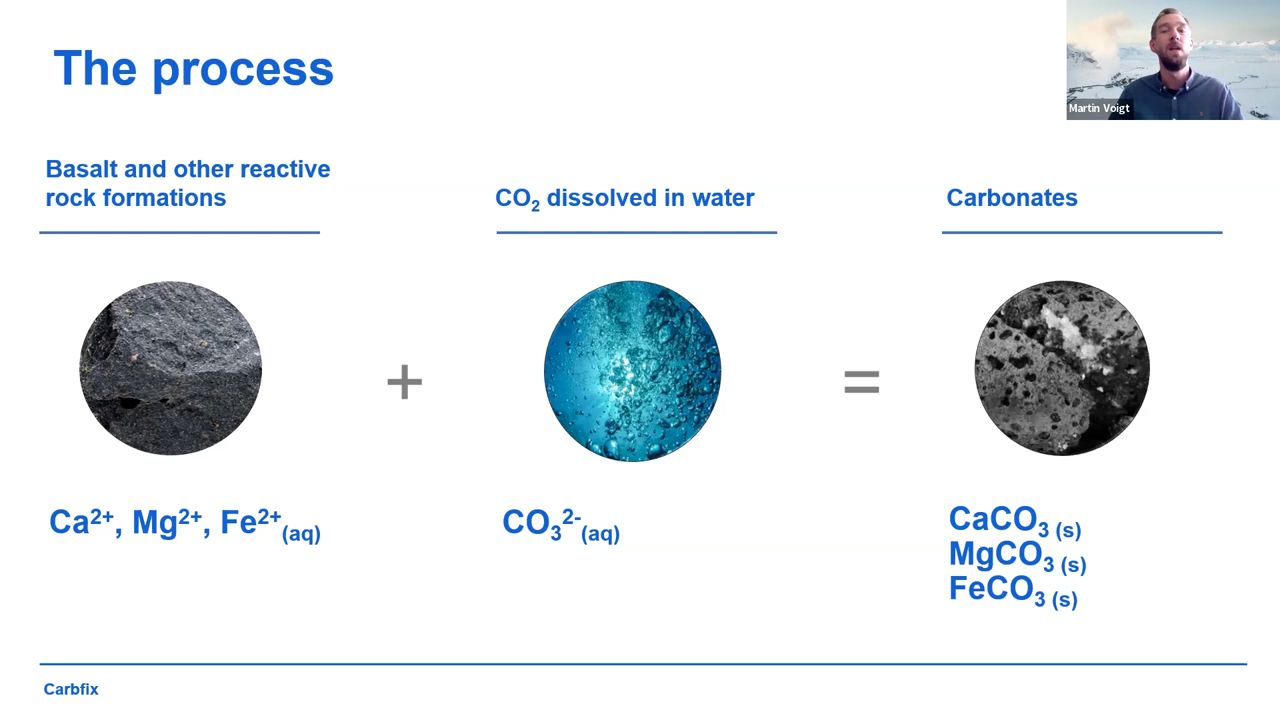 The process
Martin Voigt
Basalt and other reactive
rock formations
CO₂ dissolved in water
Carbonates
+
=
Ca²⁺, Mg²⁺, Fe²⁺(aq)
CO₃²⁻(aq)
CaCO₃ (s)
MgCO₃ (s)
FeCO₃ (s)
Carbfix